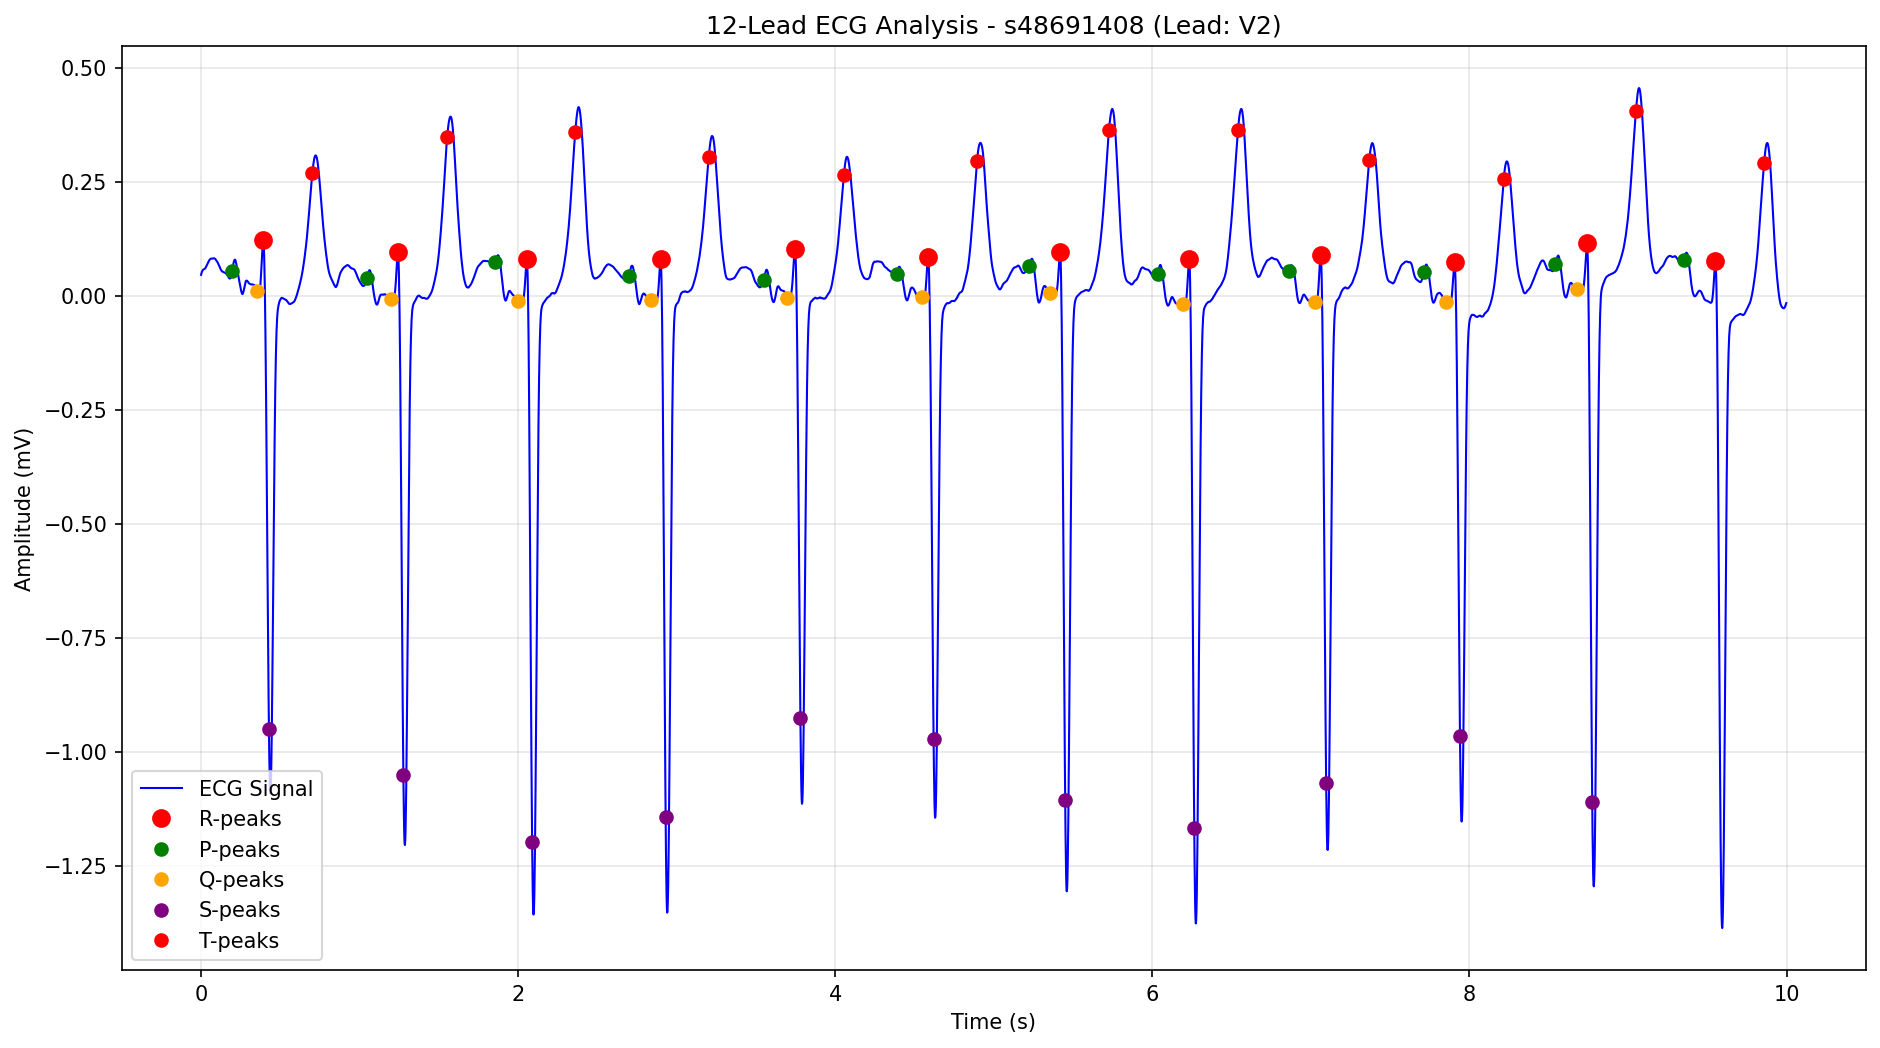 12-Lead ECG Analysis - s48691408 (Lead: V2)
0.50
0.25
0.00
−0.25
−0.50
−0.75
−1.00
−1.25
Amplitude (mV)
ECG Signal
R-peaks
P-peaks
Q-peaks
S-peaks
T-peaks
0 2 4 6 8 10
Time (s)